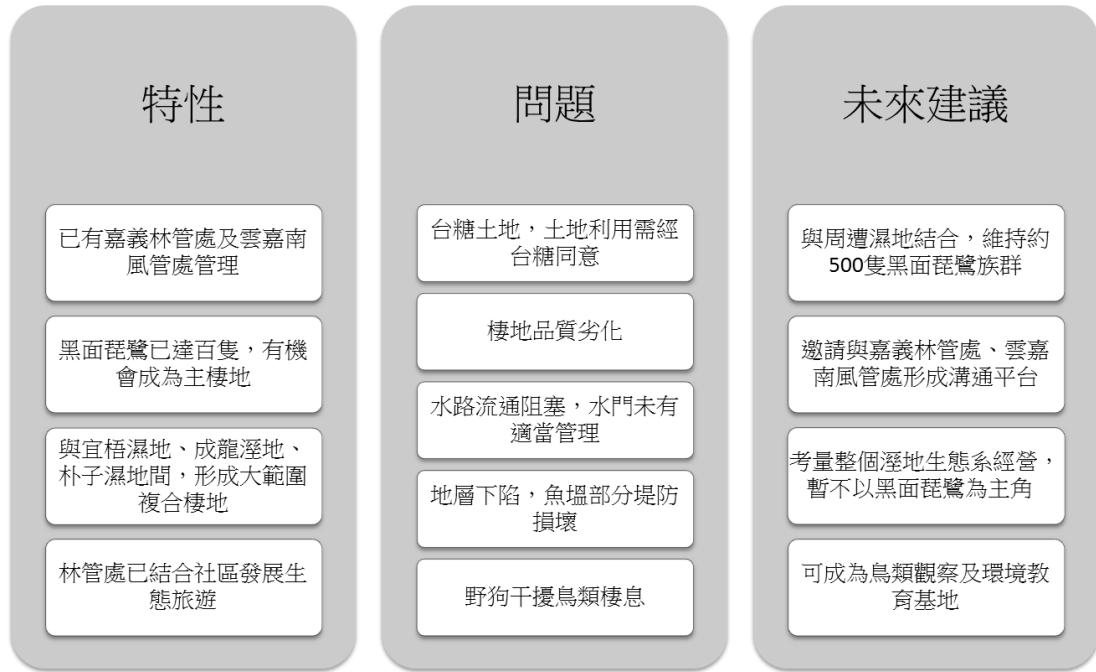 特性
已有嘉義林管處及雲嘉南
風管處管理
黑面琵鷺已達百隻，有機
會成為主棲地
與宜梧濕地、成龍溼地、
朴子濕地間，形成大範圍
複合棲地
林管處已結合社區發展生
態旅遊
問題
台糖土地，土地利用需經
台糖同意
棲地品質劣化
水路流通阻塞，水門未有
適當管理
地層下陷，魚塭部分堤防
損壞
野狗干擾鳥類棲息
未來建議
與周遭濕地結合，維持約
500隻黑面琵鷺族群
邀請與嘉義林管處、雲嘉
南風管處形成溝通平台
考量整個溼地生態系經營，
暫不以黑面琵鷺為主角
可成為鳥類觀察及環境教
育基地